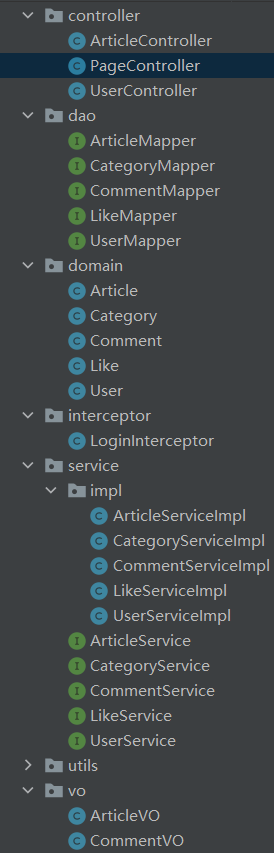 controller
ArticleController
PageController
UserController
dao
ArticleMapper
CategoryMapper
CommentMapper
LikeMapper
UserMapper
domain
Article
Category
Comment
Like
User
interceptor
LoginInterceptor
service
impl
ArticleServiceImpl
CategoryServiceImpl
CommentServiceImpl
LikeServiceImpl
UserServiceImpl
ArticleService
CategoryService
CommentService
LikeService
UserService
utils
vo
ArticleVO
CommentVO